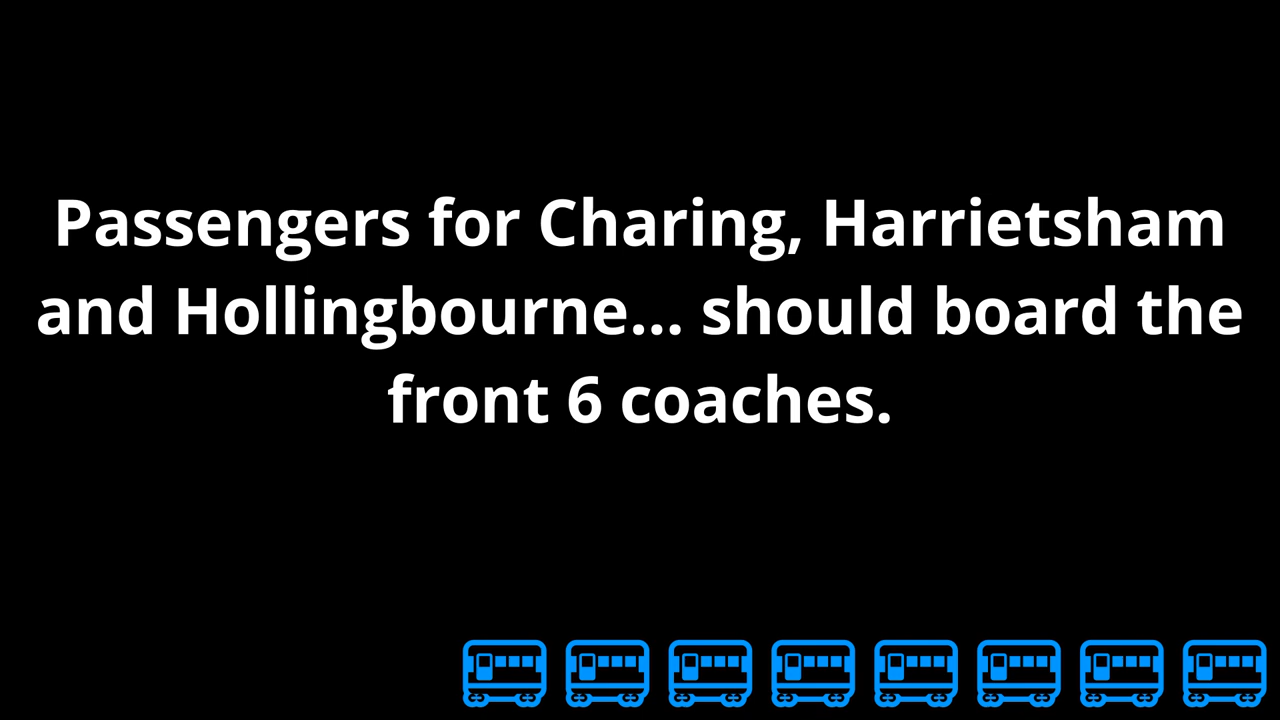 Passengers for Charing, Harrietsham
and Hollingbourne... should board the
front 6 coaches.